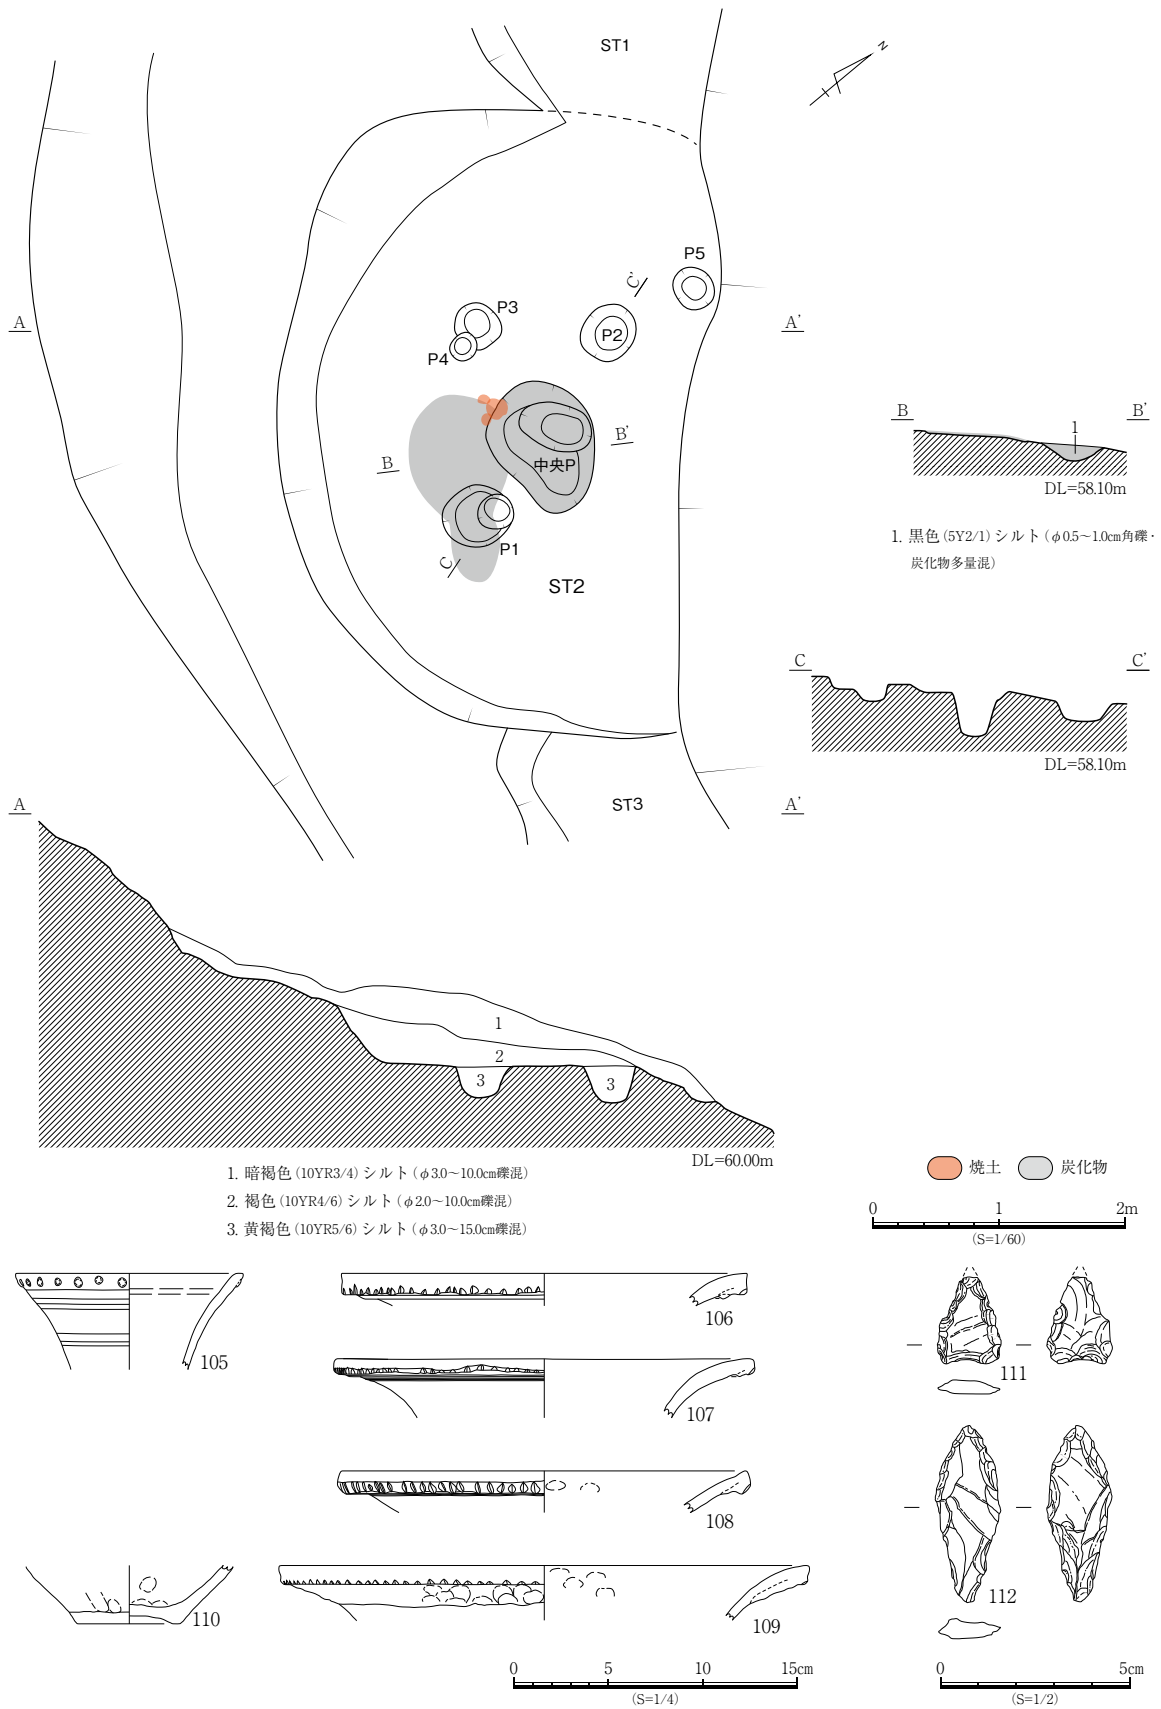 ST1
N
P5
C'
P3
P2
A
A'
P4
B
B'
1
中央P
B
B'
DL=58.10m
1. 黒色(5Y2/1)シルト(φ0.5～1.0㎝角礫・
炭化物多量混)
P1
C
ST2
C
C'
DL=58.10m
ST3
A
A'
1
2
3
3
DL=60.00m
1. 暗褐色(10YR3/4)シルト(φ3.0～10.0㎝礫混)
2. 褐色(10YR4/6)シルト(φ2.0～10.0㎝礫混)
3. 黄褐色(10YR5/6)シルト(φ3.0～15.0㎝礫混)
焼土 炭化物
0 1 2m
(S=1/60)
105
106
107
108
109
110
111
112
0 5 10 15㎝
(S=1/4)
0 5㎝
(S=1/2)